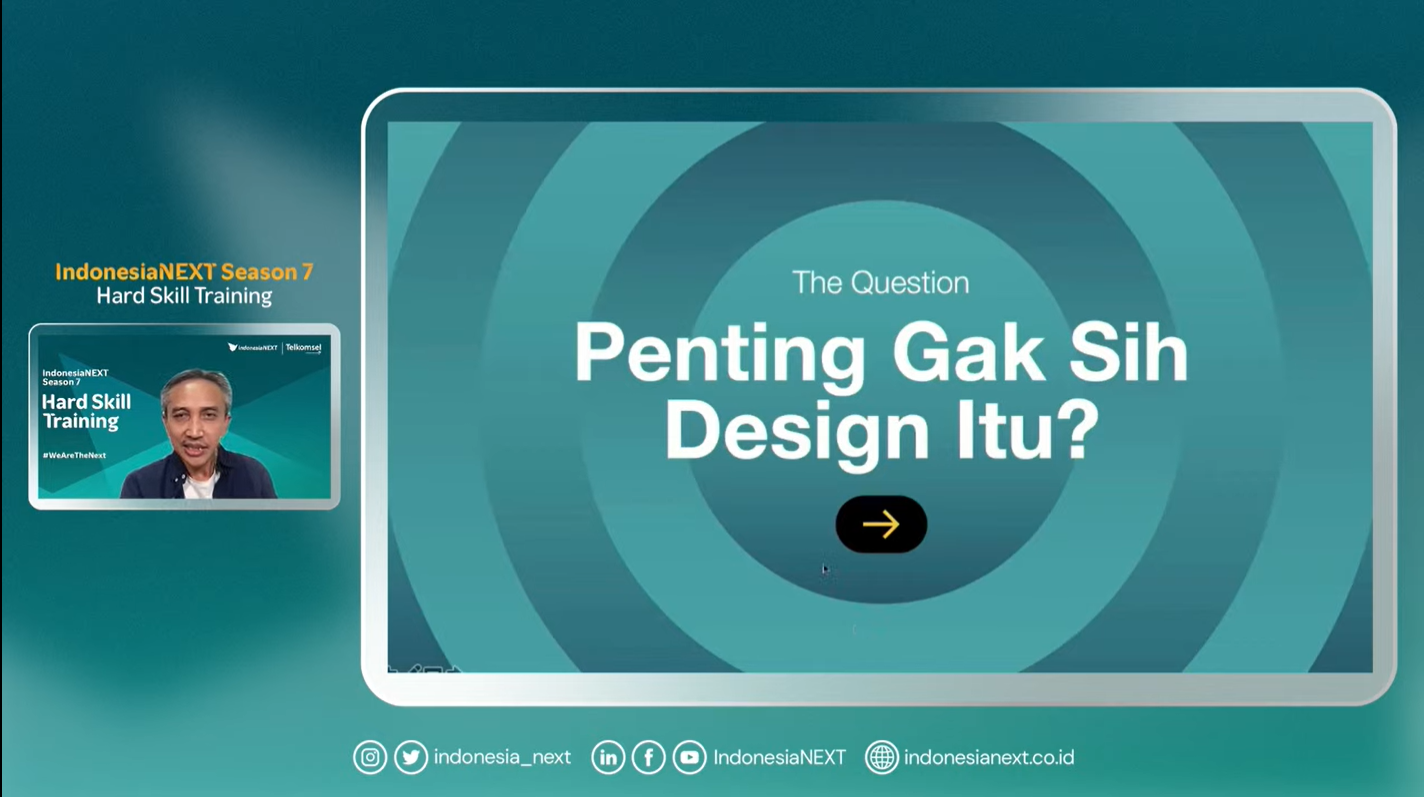 IndonesiaNEXT Season 7
Hard Skill Training
IndonesiaNEXT | Telkomsel
IndonesiaNEXT
Season 7
Hard Skill
Training
#WeAreTheNext
The Question
Penting Gak Sih
Design Itu?
indonesia_next IndonesiaNEXT indonesianext.co.id